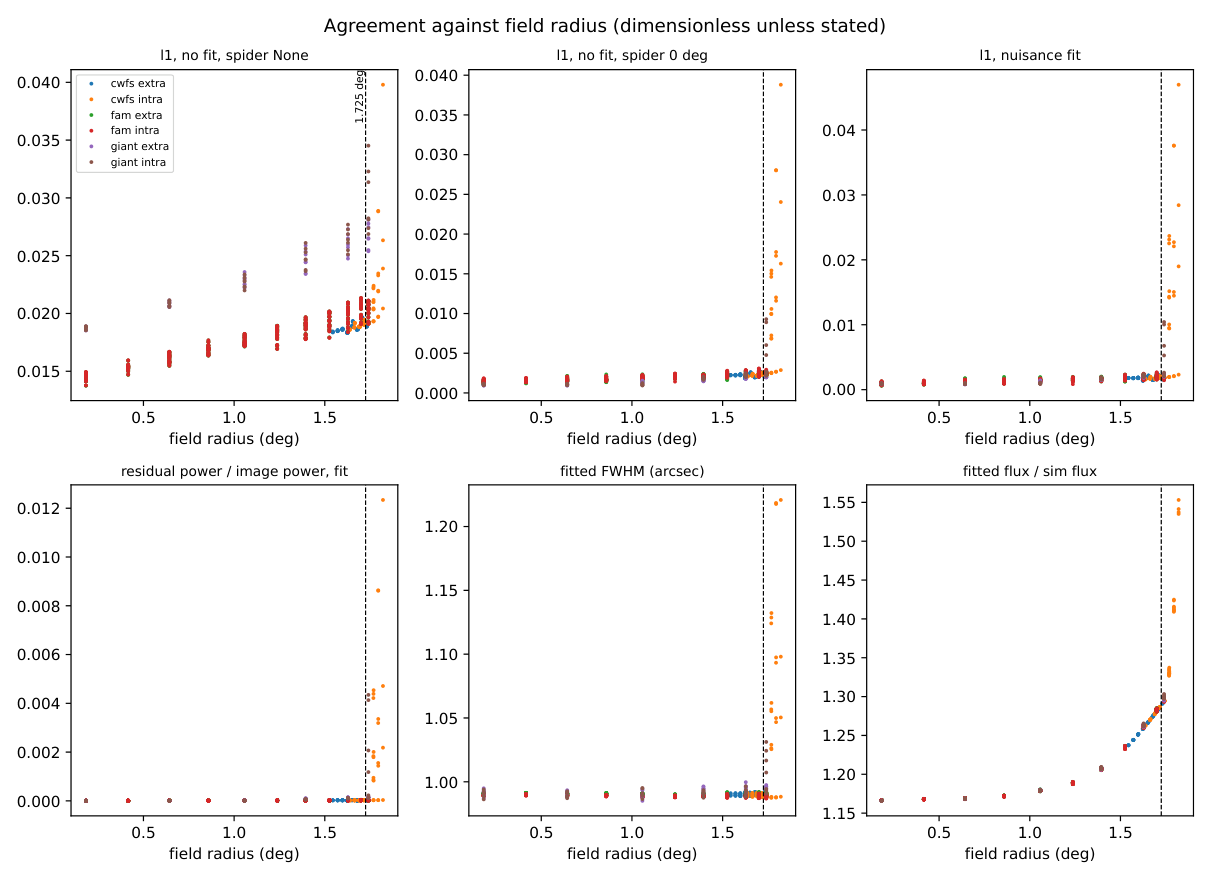 Agreement against field radius (dimensionless unless stated)
l1, no fit, spider None
0.040
0.035
0.030
0.025
0.020
0.015
0.5
1.0
1.5
field radius (deg)
1.725 deg
cwfs extra
cwfs intra
fam extra
fam intra
giant extra
giant intra
l1, no fit, spider 0 deg
0.040
0.035
0.030
0.025
0.020
0.015
0.010
0.005
0.000
0.5
1.0
1.5
field radius (deg)
l1, nuisance fit
0.04
0.03
0.02
0.01
0.00
0.5
1.0
1.5
field radius (deg)
residual power / image power, fit
0.012
0.010
0.008
0.006
0.004
0.002
0.000
0.5
1.0
1.5
field radius (deg)
fitted FWHM (arcsec)
1.20
1.15
1.10
1.05
1.00
0.5
1.0
1.5
field radius (deg)
fitted flux / sim flux
1.55
1.50
1.45
1.40
1.35
1.30
1.25
1.20
1.15
0.5
1.0
1.5
field radius (deg)